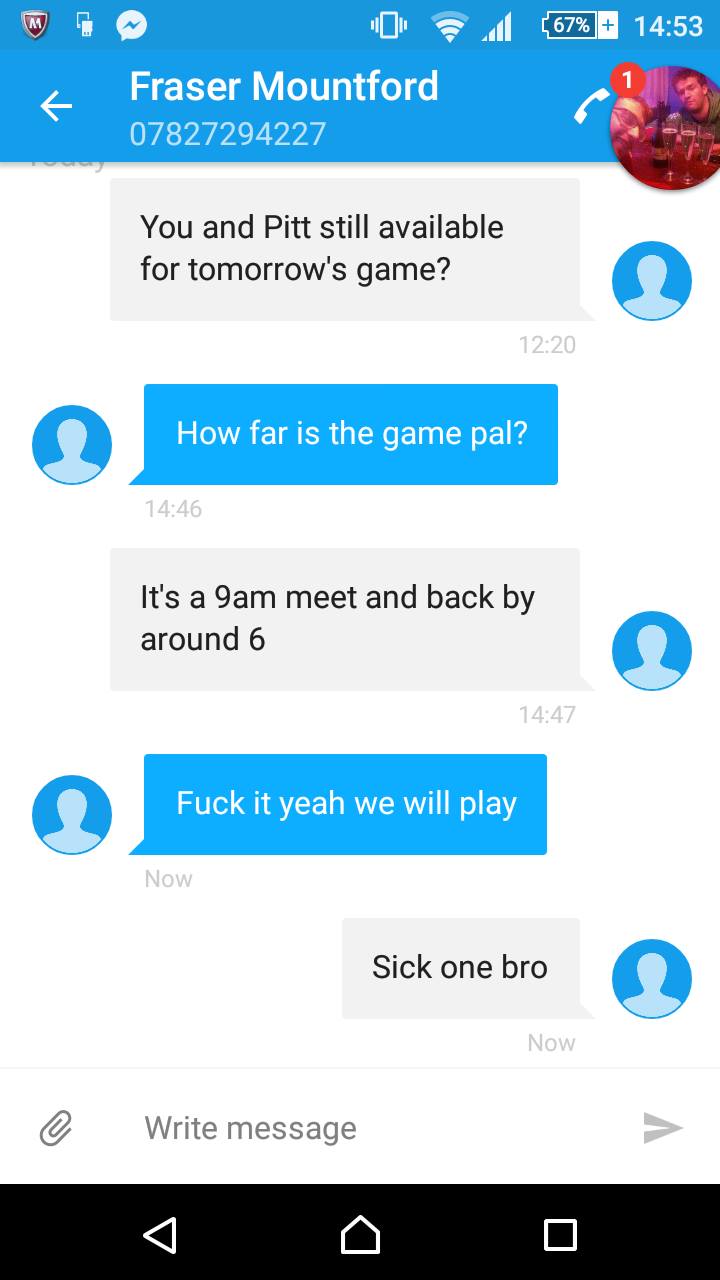 67% 14:53
Fraser Mountford
07827294227
1
Today
You and Pitt still available
for tomorrow's game?
12:20
How far is the game pal?
14:46
It's a 9am meet and back by
around 6
14:47
Fuck it yeah we will play
Now
Sick one bro
Now
Write message